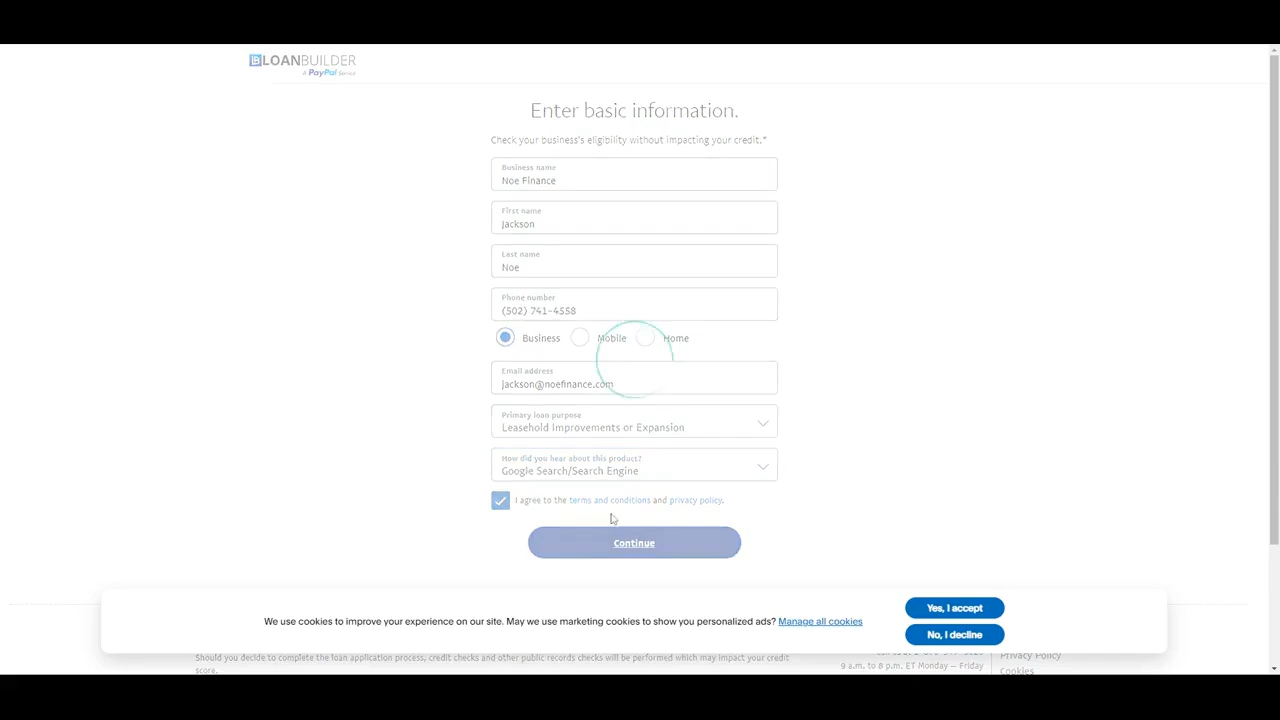 LOANBUILDER
A PayPal Service
Enter basic information.
Check your business's eligibility without impacting your credit.*
Business name
Noe Finance
First name
Jackson
Last name
Noe
Phone number
(502) 741-4558
Business Mobile Home
Email address
jackson@noefinance.com
Primary loan purpose
Leasehold Improvements or Expansion
How did you hear about this product?
Google Search/Search Engine
I agree to the terms and conditions and privacy policy.
Continue
We use cookies to improve your experience on our site. May we use marketing cookies to show you personalized ads? Manage all cookies
Yes, I accept
No, I decline
Should you decide to complete the loan application process, credit checks and other public records checks will be performed which may impact your credit
score.
9 a.m. to 8 p.m. ET Monday – Friday
Privacy Policy
Cookies